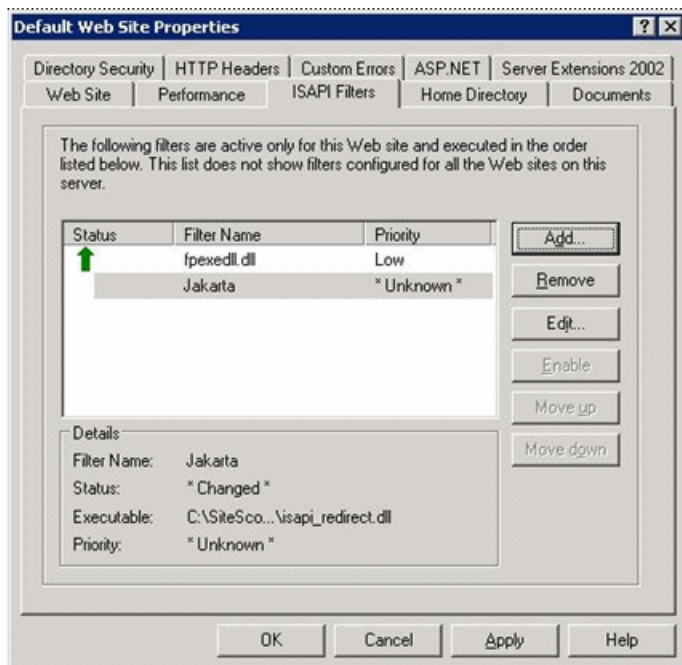 Default Web Site Properties
Directory Security HTTP Headers Custom Errors ASP.NET Server Extensions 2002
Web Site Performance ISAPI Filters Home Directory Documents
The following filters are active only for this Web site and executed in the order
listed below. This list does not show filters configured for all the Web sites on this
server.
Status Filter Name Priority
fpexedll.dll Low
Jakarta * Unknown *
Add...
Remove
Edit...
Enable
Move up
Move down
Details
Filter Name: Jakarta
Status: * Changed *
Executable: C:\SiteSco...\isapi_redirect.dll
Priority: * Unknown *
OK Cancel Apply Help